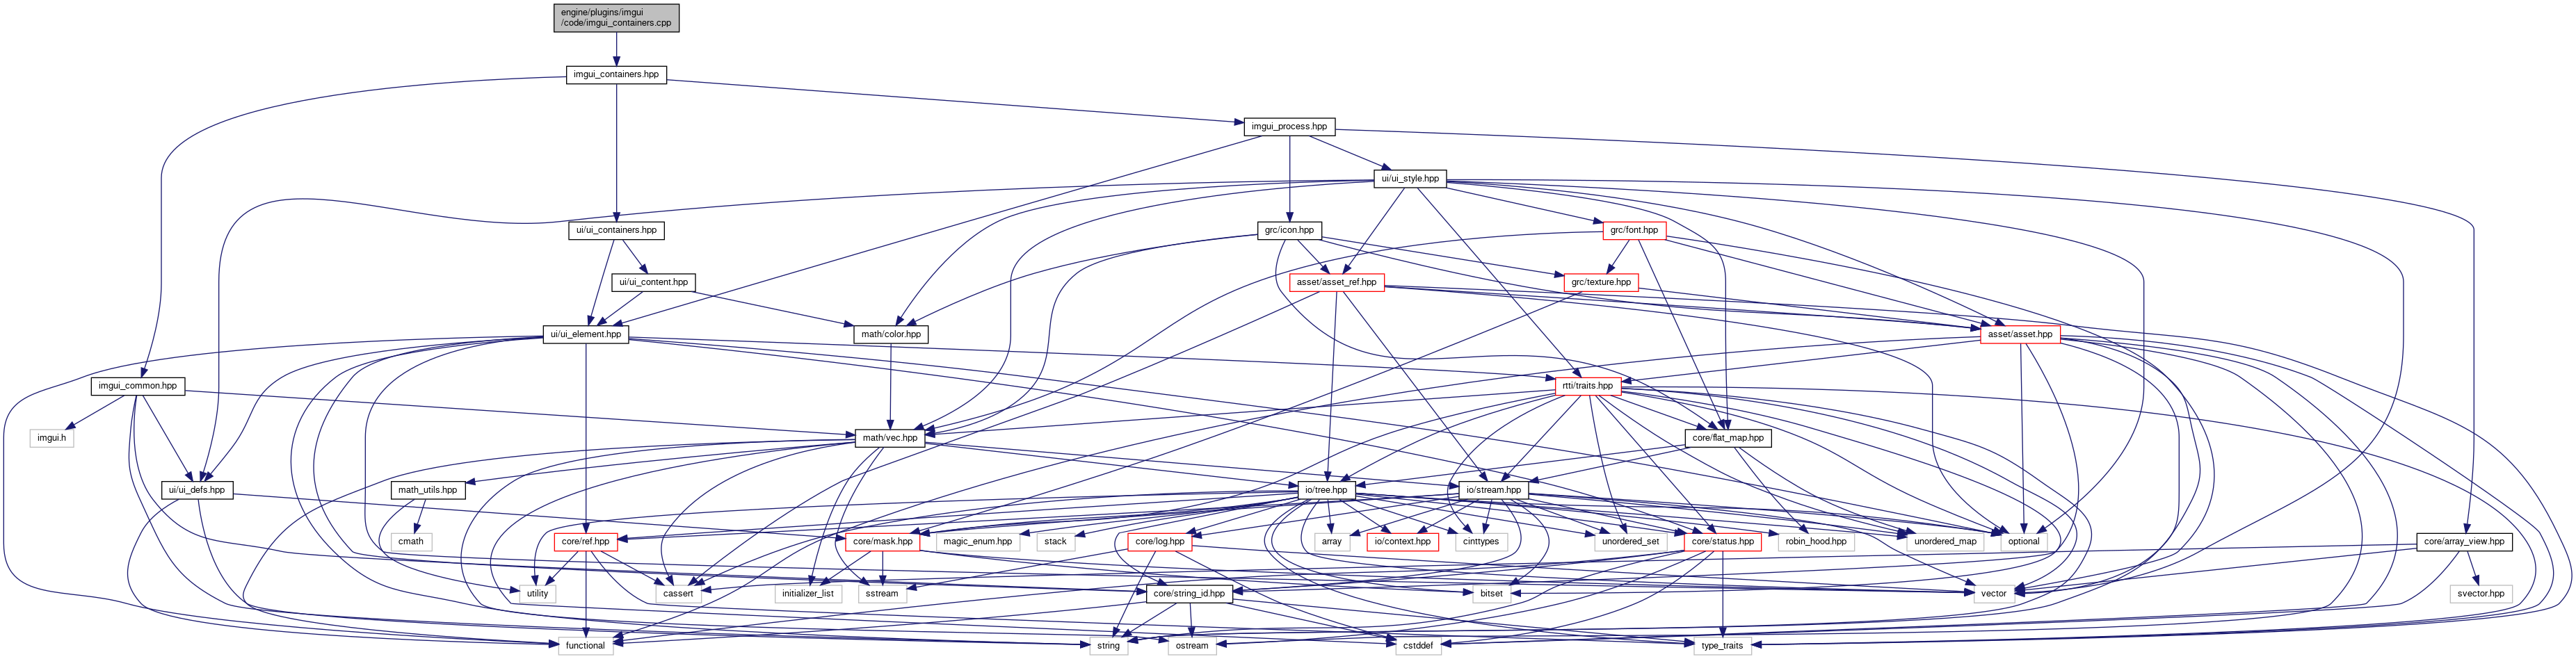 engine/plugins/imgui
/code/imgui_containers.cpp
imgui_containers.hpp
imgui_process.hpp
ui/ui_style.hpp
ui/ui_containers.hpp
grc/icon.hpp
grc/font.hpp
ui/ui_content.hpp
asset/asset_ref.hpp
grc/texture.hpp
ui/ui_element.hpp
math/color.hpp
asset/asset.hpp
imgui_common.hpp
rtti/traits.hpp
imgui.h
math/vec.hpp
core/flat_map.hpp
ui/ui_defs.hpp
math_utils.hpp
io/tree.hpp
io/stream.hpp
cmath
core/ref.hpp
core/mask.hpp
magic_enum.hpp
stack
core/log.hpp
array
io/context.hpp
cinttypes
unordered_set
core/status.hpp
robin_hood.hpp
unordered_map
optional
core/array_view.hpp
utility
cassert
initializer_list
sstream
core/string_id.hpp
bitset
vector
svector.hpp
functional
string
ostream
cstddef
type_traits